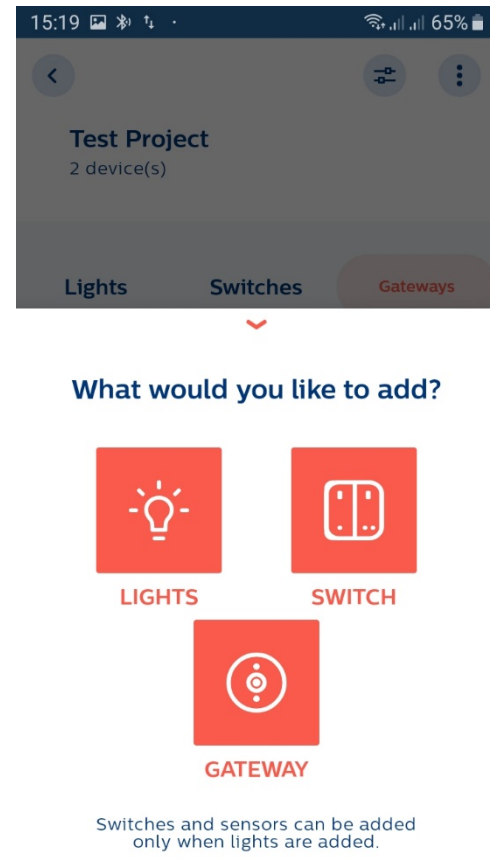 15:19 65%
Test Project
2 device(s)
Lights Switches Gateways
What would you like to add?
LIGHTS SWITCH
GATEWAY
Switches and sensors can be added
only when lights are added.